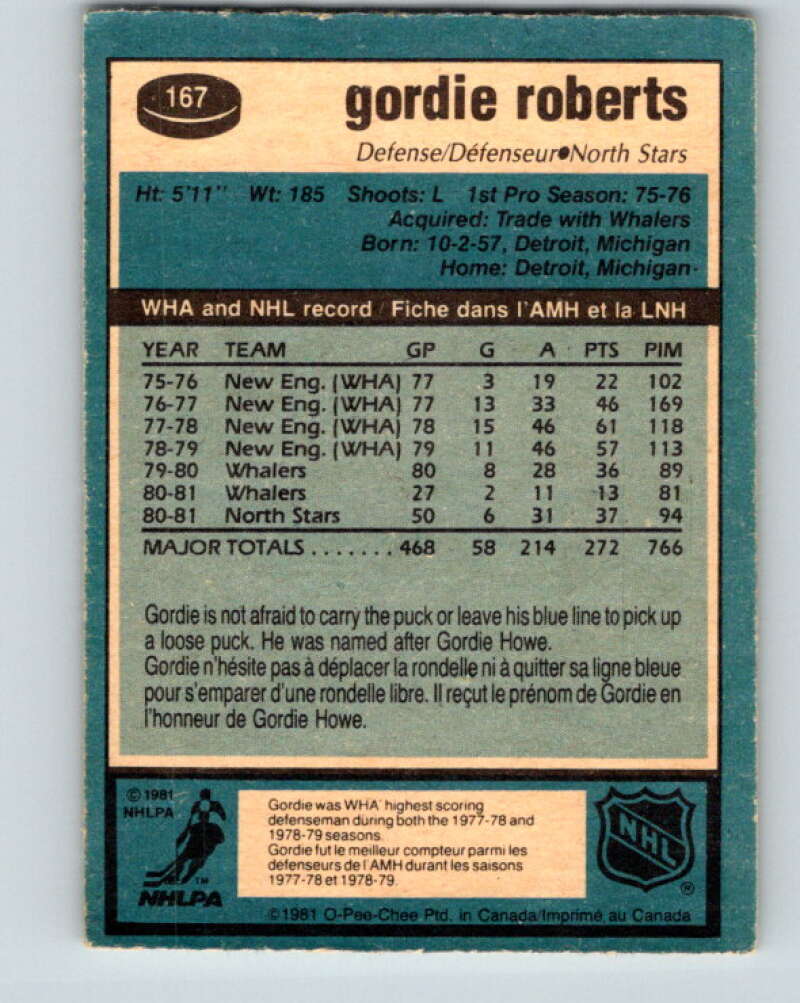 167
gordie roberts
Defense/Défenseur●North Stars
Ht: 5'11" Wt: 185 Shoots: L 1st Pro Season: 75-76
Acquired: Trade with Whalers
Born: 10-2-57, Detroit, Michigan
Home: Detroit, Michigan
WHA and NHL record / Fiche dans l'AMH et la LNH
YEAR TEAM GP G A PTS PIM
75-76 New Eng. (WHA) 77 3 19 22 102
76-77 New Eng. (WHA) 77 13 33 46 169
77-78 New Eng. (WHA) 78 15 46 61 118
78-79 New Eng. (WHA) 79 11 46 57 113
79-80 Whalers 80 8 28 36 89
80-81 Whalers 27 2 11 13 81
80-81 North Stars 50 6 31 37 94
MAJOR TOTALS ....... 468 58 214 272 766
Gordie is not afraid to carry the puck or leave his blue line to pick up
a loose puck. He was named after Gordie Howe.
Gordie n'hésite pas à déplacer la rondelle ni à quitter sa ligne bleue
pour s'emparer d'une rondelle libre. Il reçut le prénom de Gordie en
l'honneur de Gordie Howe.
© 1981
NHLPA
TM
NHLPA
Gordie was WHA highest scoring
defenseman during both the 1977-78 and
1978-79 seasons.
Gordie fut le meilleur compteur parmi les
défenseurs de l'AMH durant les saisons
1977-78 et 1978-79.
NHL
®
© 1981 O-Pee-Chee Ptd. in Canada/Imprimé au Canada